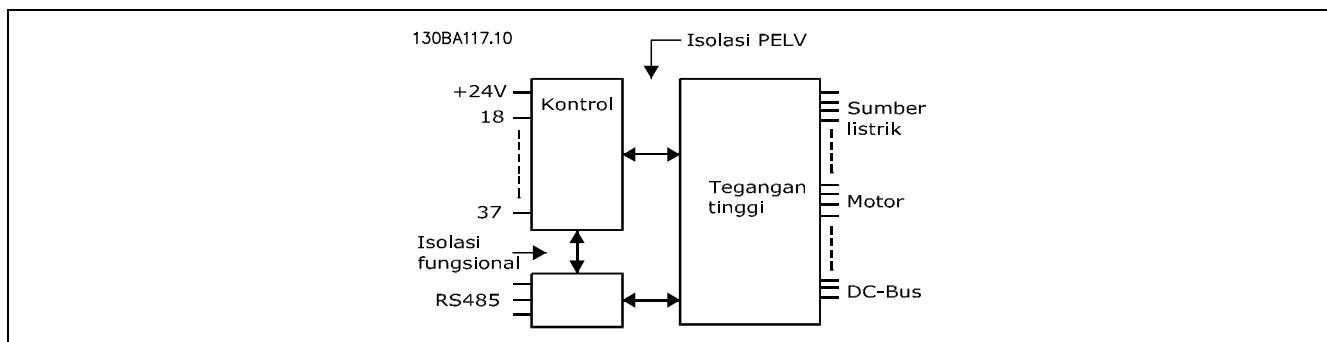 130BA117.10
Isolasi PELV
+24V
Kontrol
18
Sumber
listrik
Tegangan
tinggi
Motor
37
Isolasi
fungsional
RS485
DC-Bus